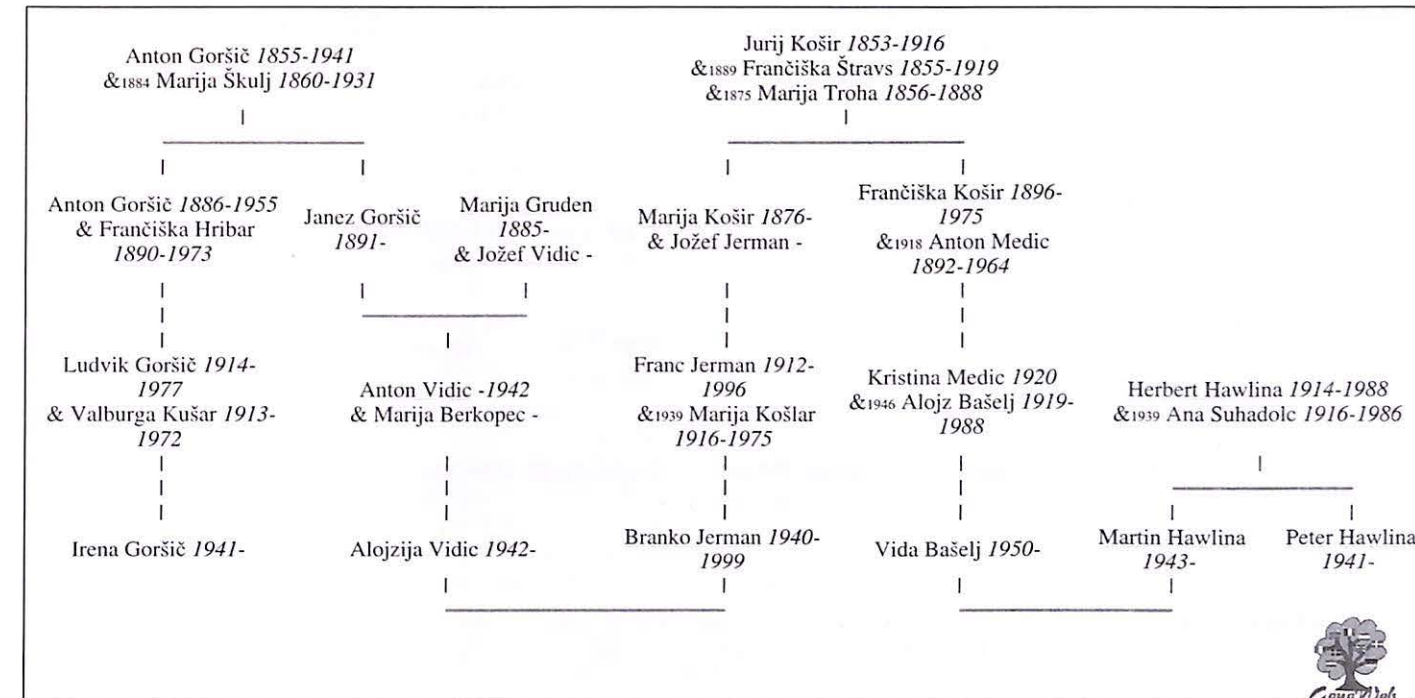 Anton Goršič 1855-1941
&1884 Marija Škulj 1860-1931
Jurij Košir 1853-1916
&1889 Frančiška Štravs 1855-1919
&1875 Marija Troha 1856-1888
Anton Goršič 1886-1955
& Frančiška Hribar
1890-1973
Janez Goršič
1891-
Marija Gruden
1885-
& Jožef Vidic -
Marija Košir 1876-
& Jožef Jerman -
Frančiška Košir 1896-
1975
&1918 Anton Medic
1892-1964
Ludvik Goršič 1914-
1977
& Valburga Kušar 1913-
1972
Anton Vidic -1942
& Marija Berkopec -
Franc Jerman 1912-
1996
&1939 Marija Košlar
1916-1975
Kristina Medic 1920
&1946 Alojz Bašelj 1919-
1988
Herbert Hawlina 1914-1988
&1939 Ana Suhadolc 1916-1986
Irena Goršič 1941-
Alojzija Vidic 1942-
Branko Jerman 1940-
1999
Vida Bašelj 1950-
Martin Hawlina
1943-
Peter Hawlina
1941-
GeneWeb